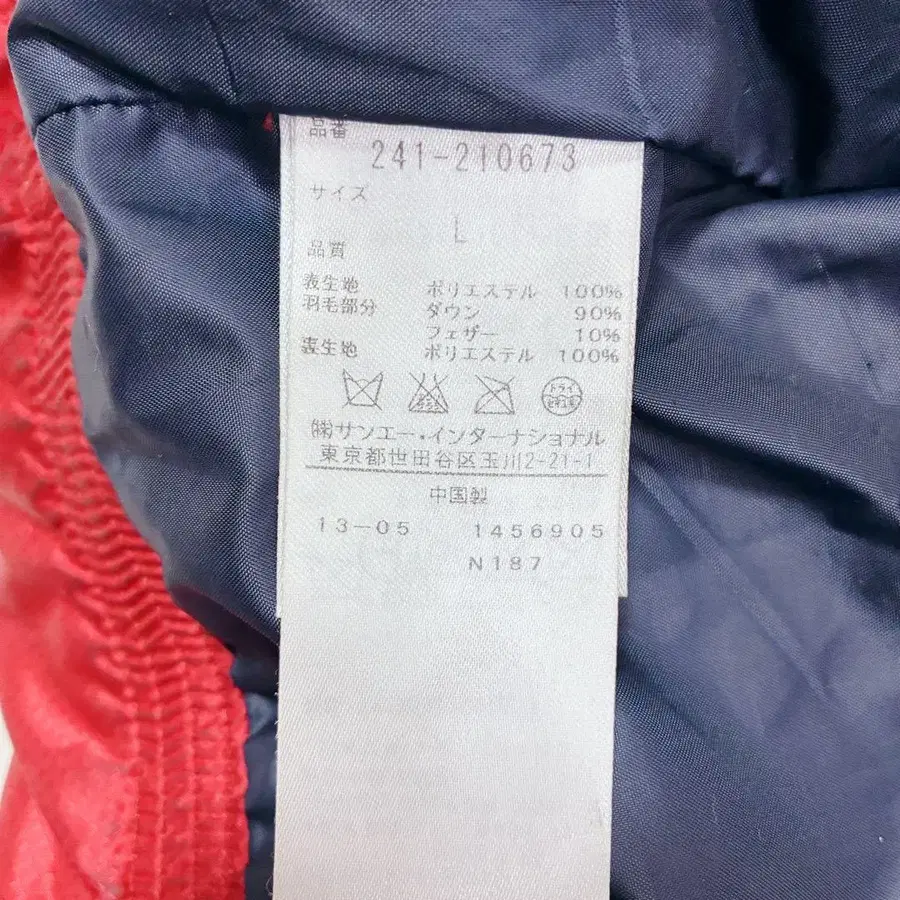 品番
241-210673
サイズ
L
品質
表生地 ポリエステル 100%
羽毛部分 ダウン 90%
フェザー 10%
裏生地 ポリエステル 100%
ドライ
㈱サンエー・インターナショナル
東京都世田谷区玉川2-21-1
中国製
13-05 1456905
N187